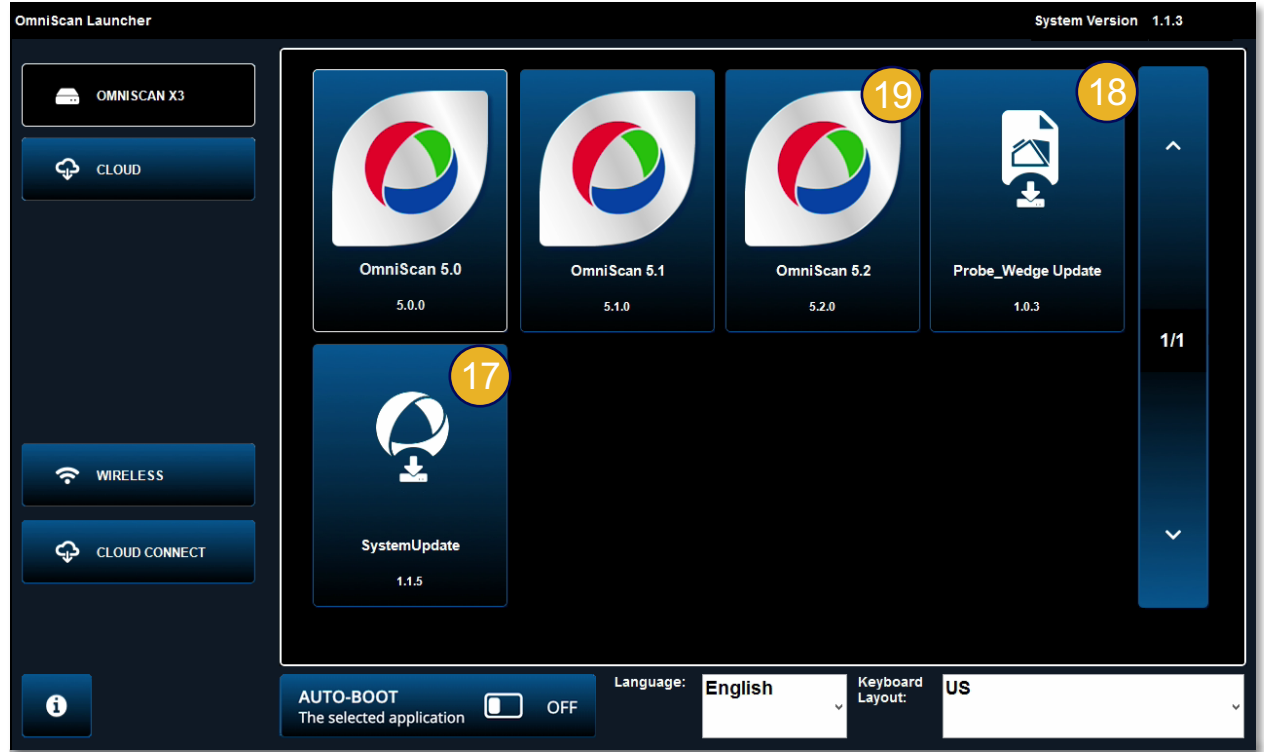 OmniScan Launcher
System Version 1.1.3
OMNISCAN X3
CLOUD
WIRELESS
CLOUD CONNECT
19
18
OmniScan 5.0
5.0.0
OmniScan 5.1
5.1.0
OmniScan 5.2
5.2.0
Probe_Wedge Update
1.0.3
1/1
17
SystemUpdate
1.1.5
i
AUTO-BOOT
The selected application
OFF
Language:
English
Keyboard
Layout:
US